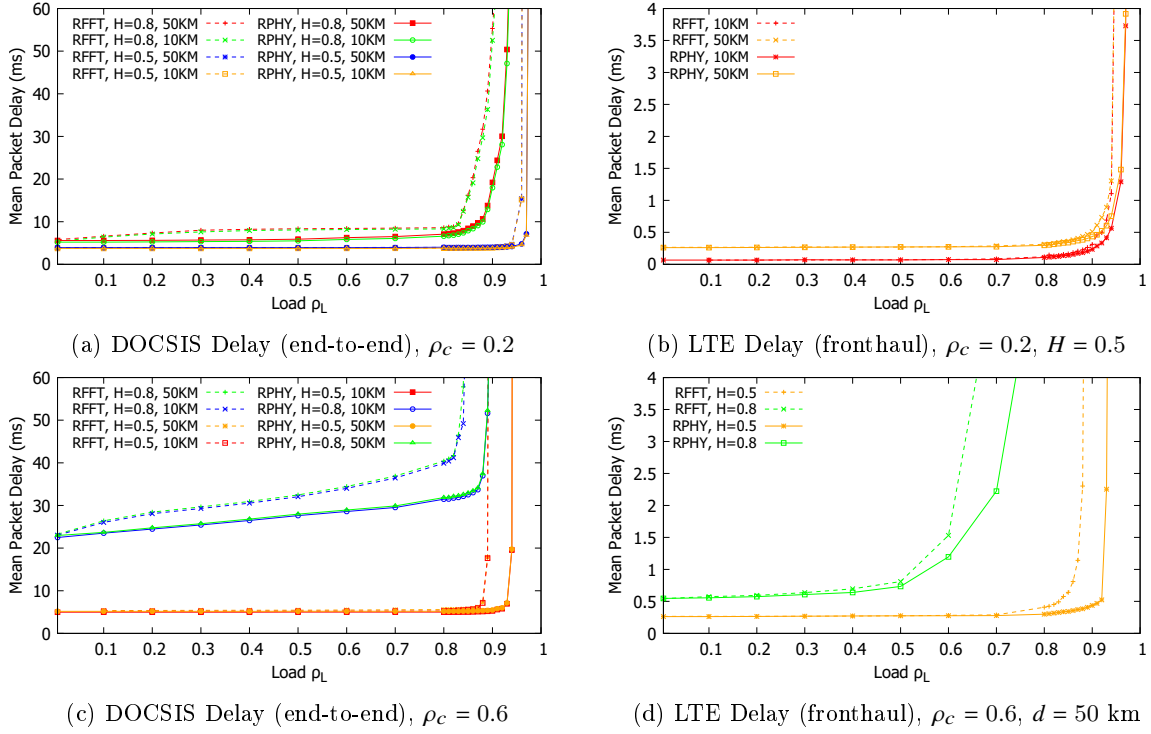 60
50
40
30
20
10
0
Mean Packet Delay (ms)
RFFT, H=0.8, 50KM
RFFT, H=0.8, 10KM
RFFT, H=0.5, 50KM
RFFT, H=0.5, 10KM
RPHY, H=0.8, 50KM
RPHY, H=0.8, 10KM
RPHY, H=0.5, 50KM
RPHY, H=0.5, 10KM
0.1 0.2 0.3 0.4 0.5 0.6 0.7 0.8 0.9 1
Load ρL
(a) DOCSIS Delay (end-to-end), ρc = 0.2
4
3.5
3
2.5
2
1.5
1
0.5
0
Mean Packet Delay (ms)
RFFT, 10KM
RFFT, 50KM
RPHY, 10KM
RPHY, 50KM
0.1 0.2 0.3 0.4 0.5 0.6 0.7 0.8 0.9 1
Load ρL
(b) LTE Delay (fronthaul), ρc = 0.2, H = 0.5
60
50
40
30
20
10
0
Mean Packet Delay (ms)
RFFT, H=0.8, 50KM
RFFT, H=0.8, 10KM
RFFT, H=0.5, 50KM
RFFT, H=0.5, 10KM
RPHY, H=0.5, 10KM
RPHY, H=0.8, 10KM
RPHY, H=0.5, 50KM
RPHY, H=0.8, 50KM
0.1 0.2 0.3 0.4 0.5 0.6 0.7 0.8 0.9 1
Load ρL
(c) DOCSIS Delay (end-to-end), ρc = 0.6
4
3.5
3
2.5
2
1.5
1
0.5
0
Mean Packet Delay (ms)
RFFT, H=0.5
RFFT, H=0.8
RPHY, H=0.5
RPHY, H=0.8
0.1 0.2 0.3 0.4 0.5 0.6 0.7 0.8 0.9 1
Load ρL
(d) LTE Delay (fronthaul), ρc = 0.6, d = 50 km